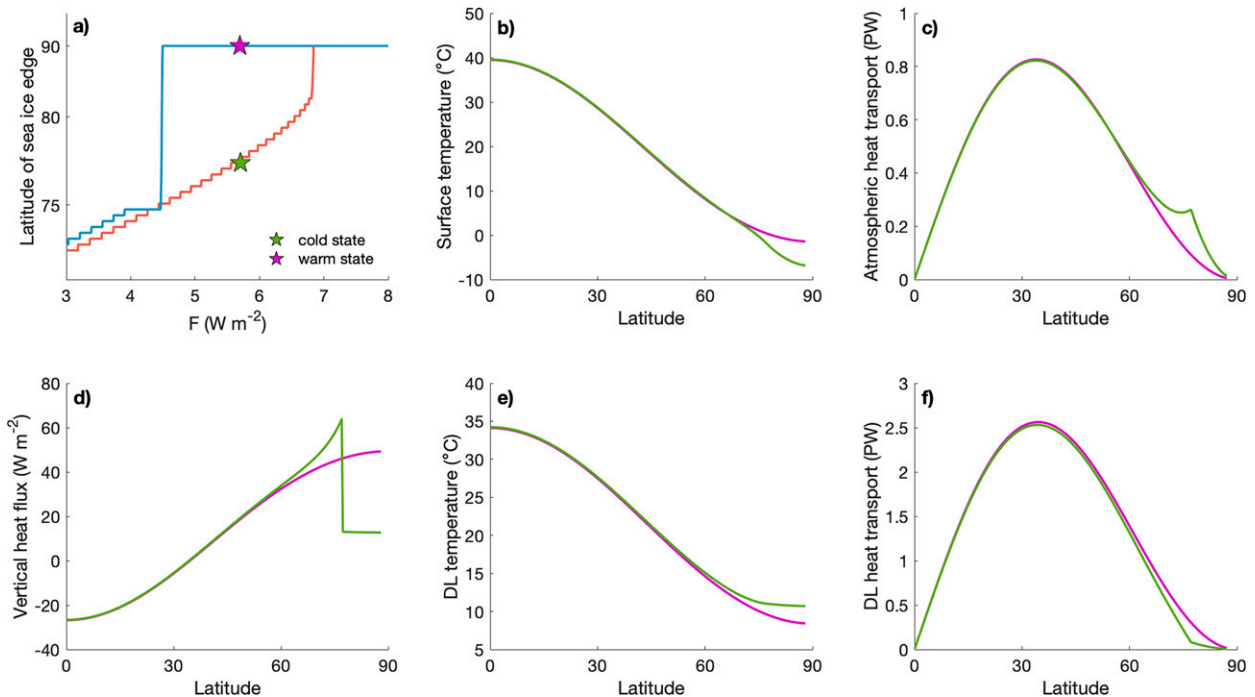 a)
Latitude of sea ice edge
90
80
75
3 4 5 6 7 8
F (W m⁻²)
cold state
warm state
b)
Surface temperature (°C)
50
40
30
20
10
0
-10
0 30 60 90
Latitude
c)
Atmospheric heat transport (PW)
1
0.8
0.6
0.4
0.2
0
0 30 60 90
Latitude
d)
Vertical heat flux (W m⁻²)
80
60
40
20
0
-20
-40
0 30 60 90
Latitude
e)
DL temperature (°C)
40
35
30
25
20
15
10
5
0 30 60 90
Latitude
f)
DL heat transport (PW)
3
2.5
2
1.5
1
0.5
0
0 30 60 90
Latitude